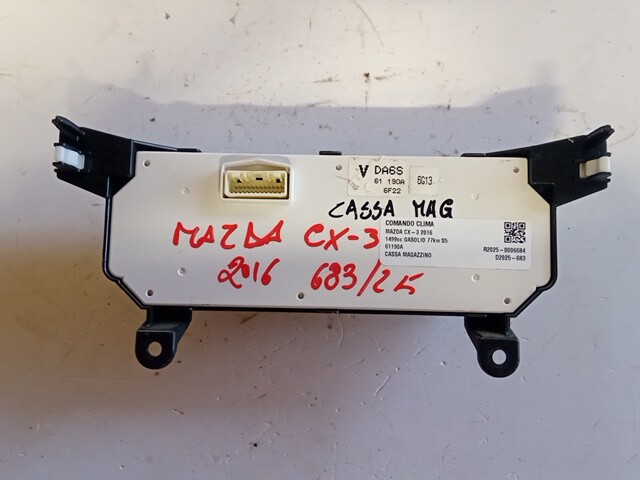 V DA6S
61 190A
6F22
6G13
CASSA MAG
COMANDO CLIMA
MAZDA CX-3 2016
1499cc GASOLIO 77kw S5
61190A
CASSA MAGAZZINO
R2025-0006684
D2025-683
MAZDA CX-3
2016 683/25